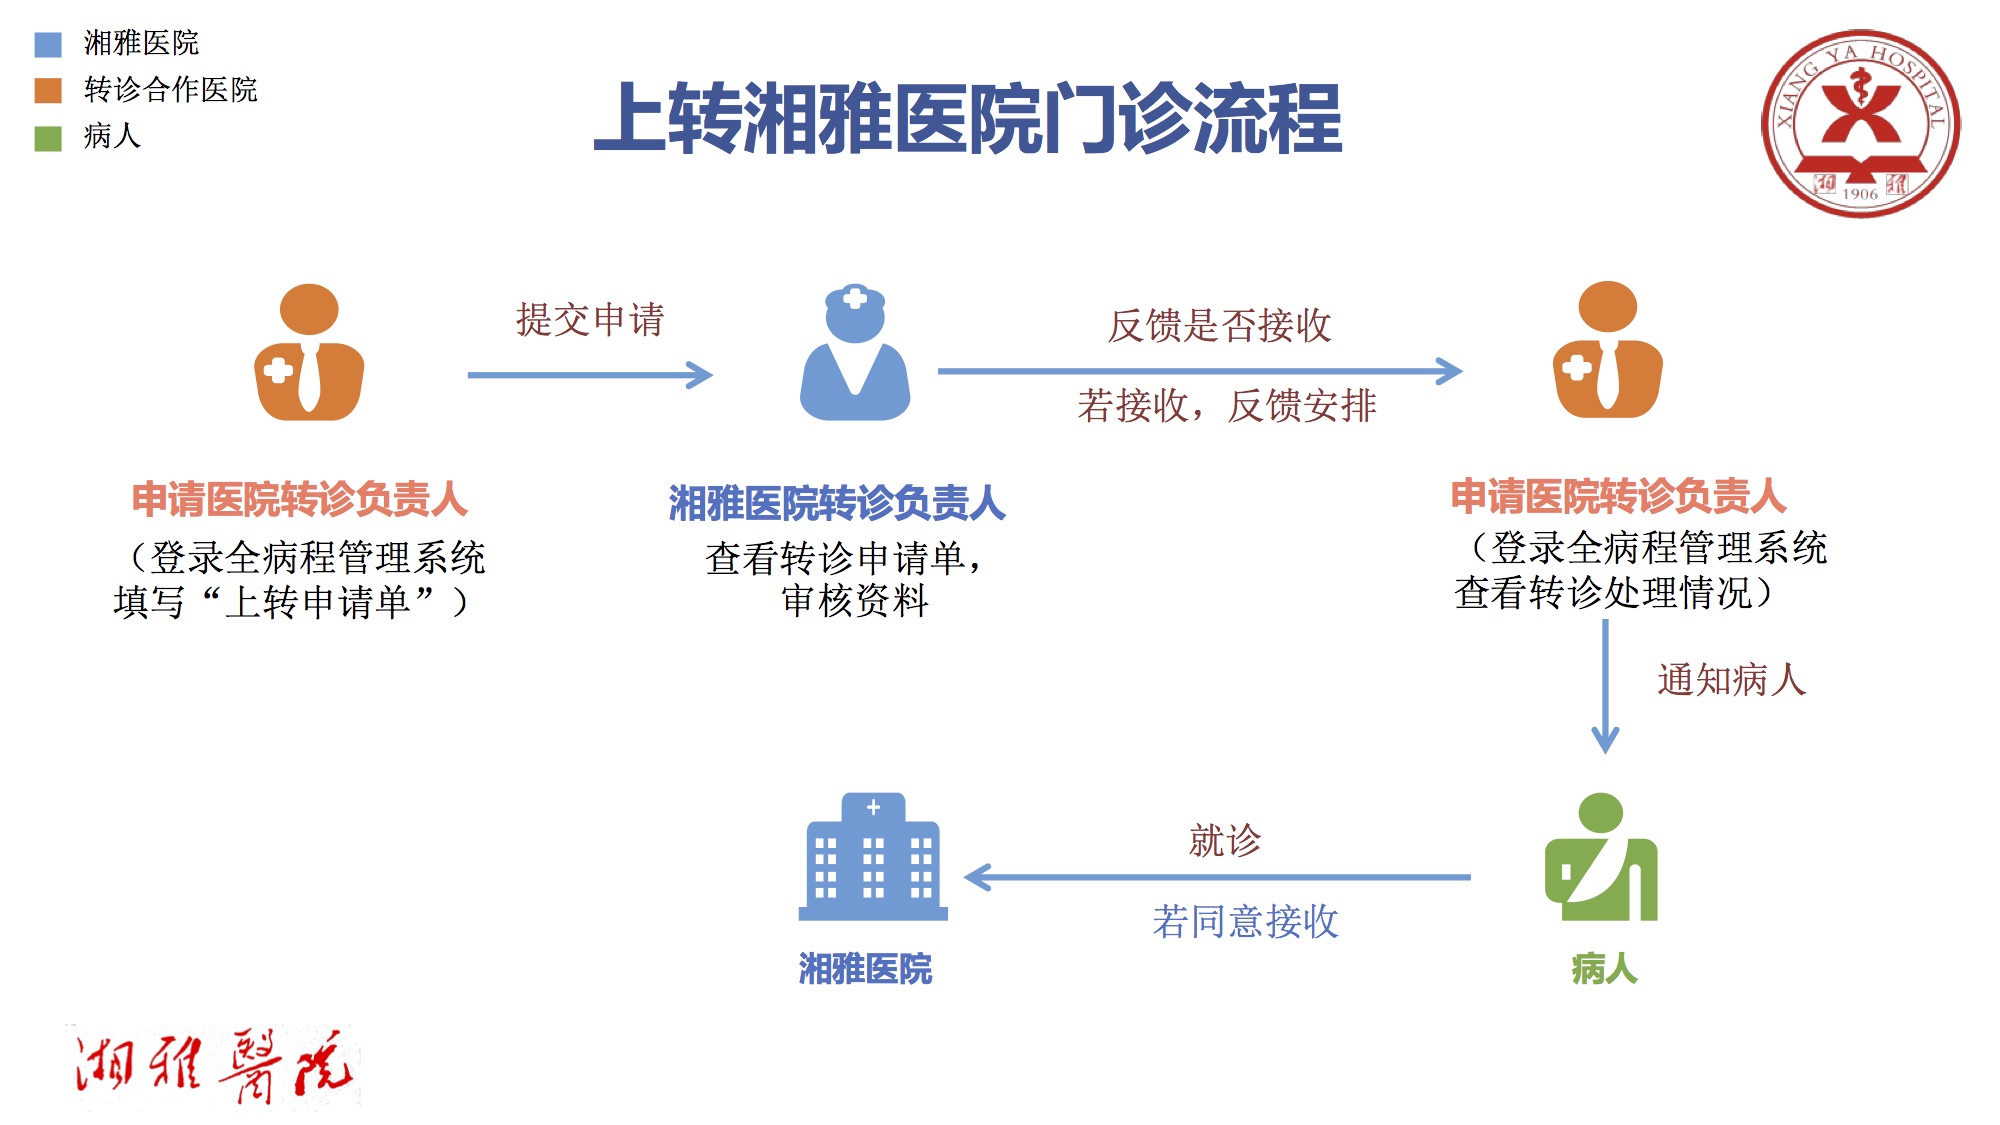 湘雅医院
转诊合作医院
病人
上转湘雅医院门诊流程
XIANG YA HOSPITAL
湘 雅
1906
提交申请
反馈是否接收
若接收，反馈安排
申请医院转诊负责人
（登录全病程管理系统
填写“上转申请单”）
湘雅医院转诊负责人
查看转诊申请单，
审核资料
申请医院转诊负责人
（登录全病程管理系统
查看转诊处理情况）
通知病人
就诊
若同意接收
湘雅医院
病人
湘雅醫院